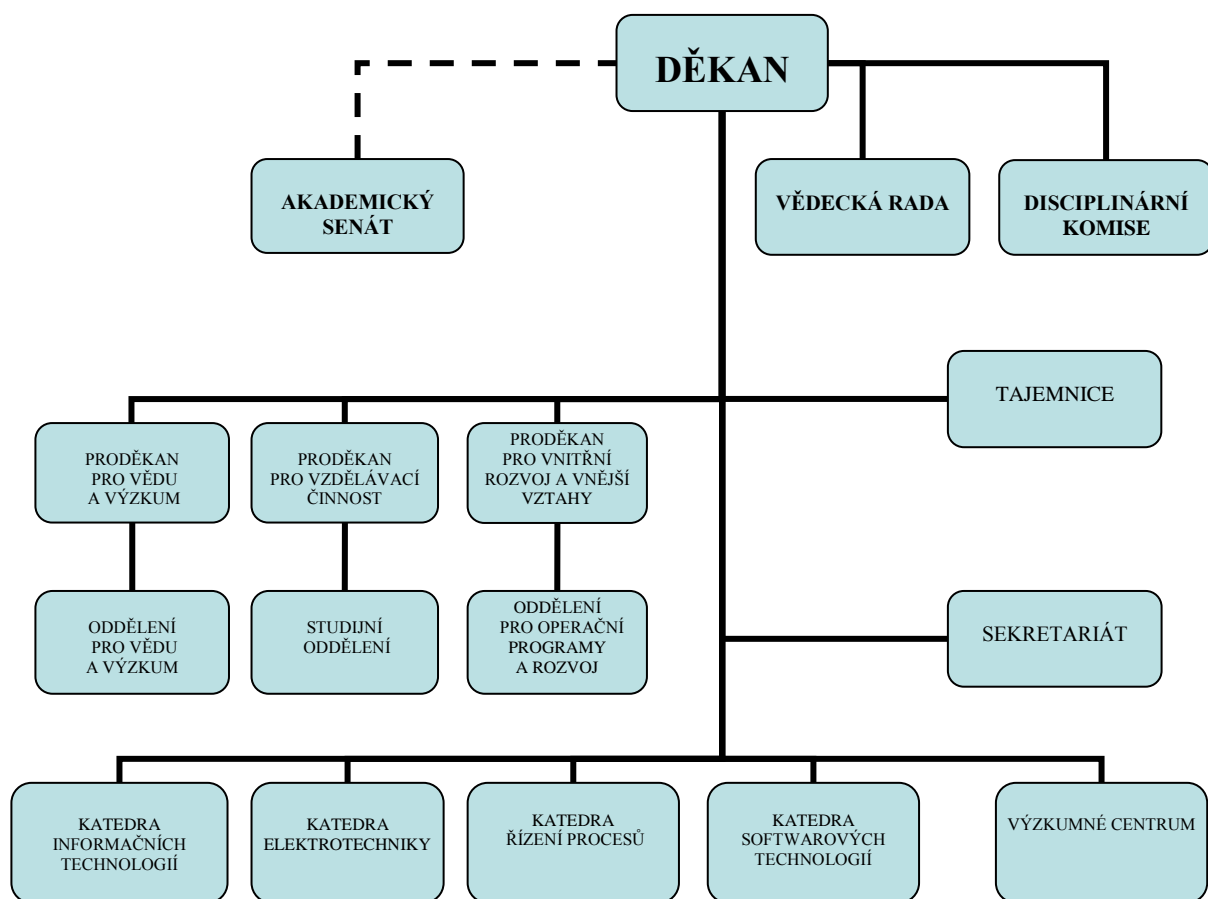 DĚKAN
AKADEMICKÝ
SENÁT
VĚDECKÁ RADA
DISCIPLINÁRNÍ
KOMISE
TAJEMNICE
PRODĚKAN
PRO VĚDU
A VÝZKUM
PRODĚKAN
PRO VZDĚLÁVACÍ
ČINNOST
PRODĚKAN
PRO VNITŘNÍ
ROZVOJ A VNĚJŠÍ
VZTAHY
ODDĚLENÍ
PRO VĚDU
A VÝZKUM
STUDIJNÍ
ODDĚLENÍ
ODDĚLENÍ
PRO OPERAČNÍ
PROGRAMY
A ROZVOJ
SEKRETARIÁT
KATEDRA
INFORMAČNÍCH
TECHNOLOGIÍ
KATEDRA
ELEKTROTECHNIKY
KATEDRA
ŘÍZENÍ PROCESŮ
KATEDRA
SOFTWAROVÝCH
TECHNOLOGIÍ
VÝZKUMNÉ CENTRUM